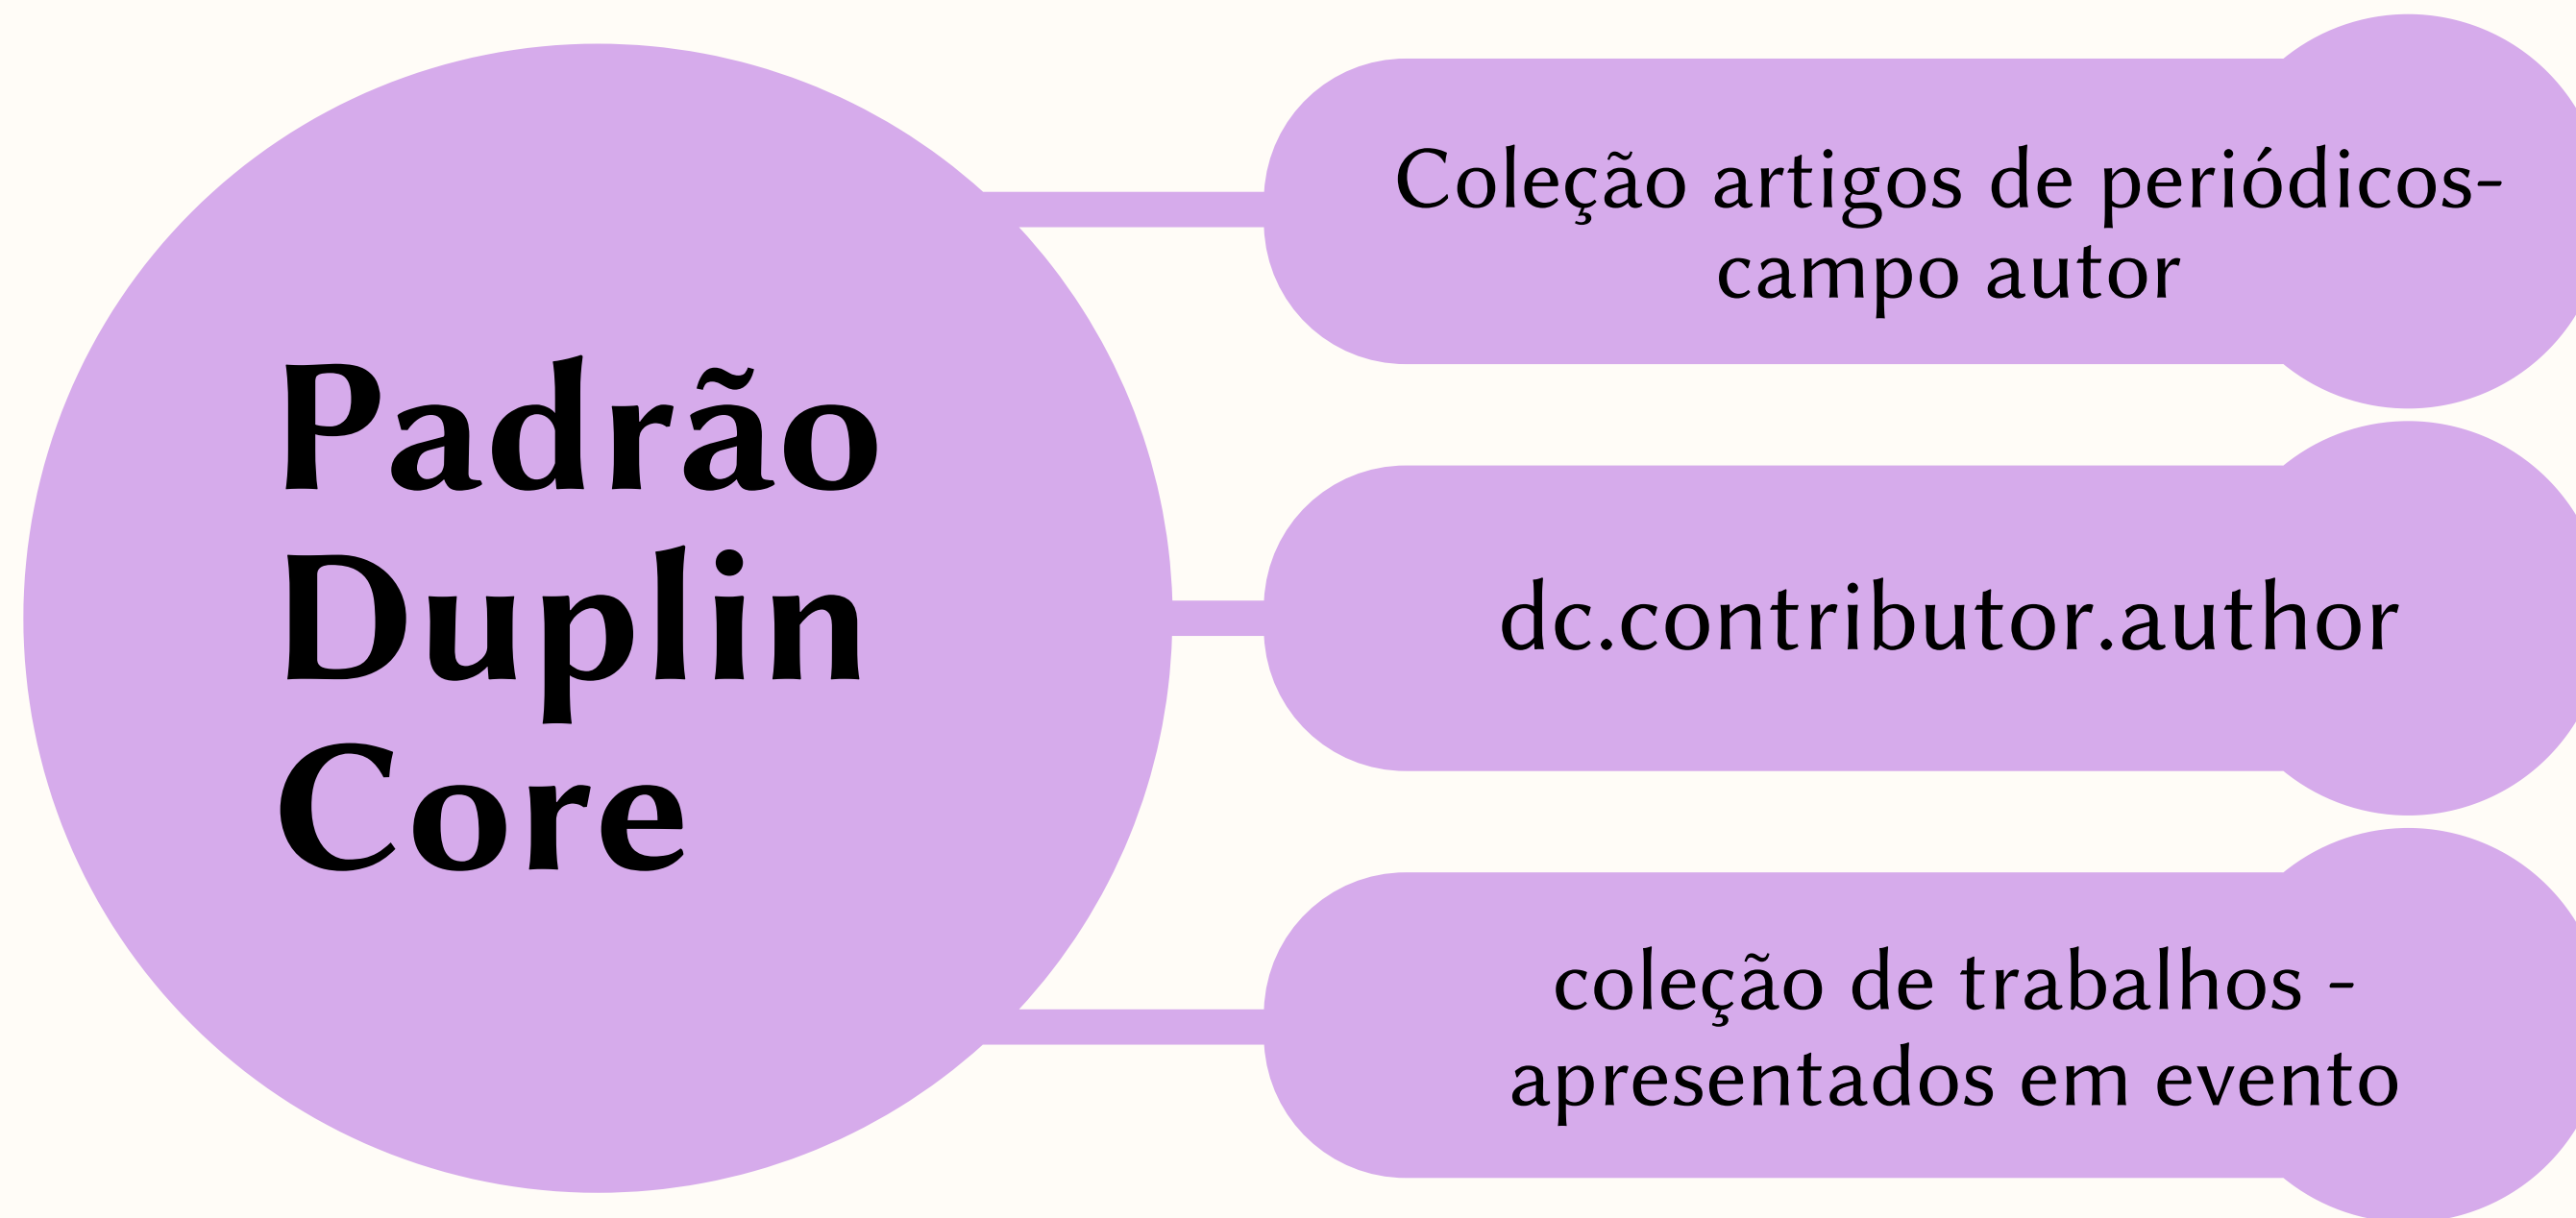 Padrão
Duplin
Core
Coleção artigos de periódicos-
campo autor
dc.contributor.author
coleção de trabalhos -
apresentados em evento